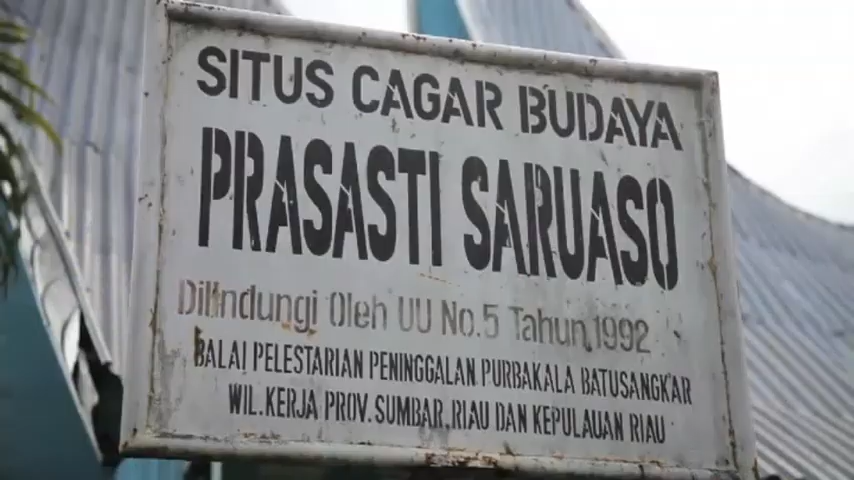 SITUS CAGAR BUDAYA
PRASASTI SARUASO
Dilindungi Oleh UU No.5 Tahun 1992
BALAI PELESTARIAN PENINGGALAN PURBAKALA BATUSANGKAR
WIL.KERJA PROV.SUMBAR,RIAU DAN KEPULAUAN RIAU